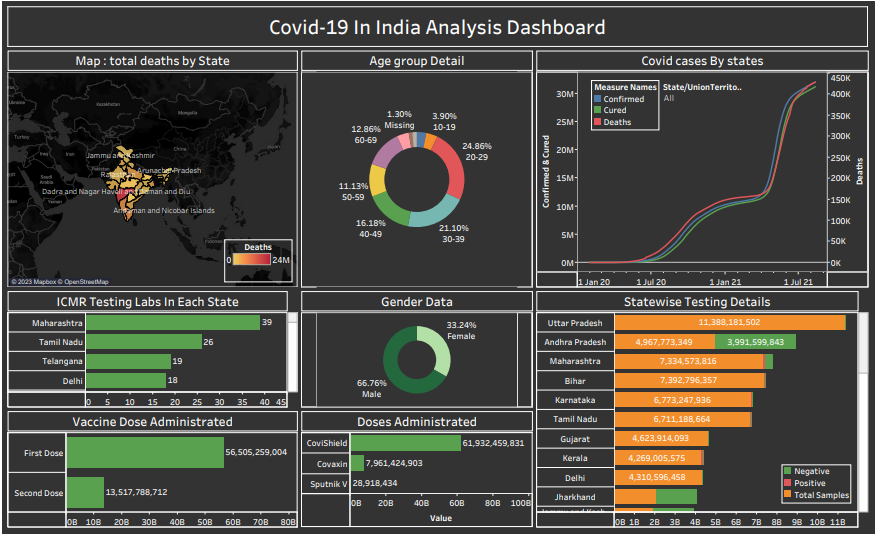 Covid-19 In India Analysis Dashboard
Map : total deaths by State
Kazakhstan
Mongolia
Turkey
China
Iraq
Iran
Saudi
Arabia
Yemen
Indonesia
Jammu and Kashmir
Arunachal Pradesh
Dadra and Nagar Haveli and Daman and Diu
Andaman and Nicobar Islands
Deaths
0
24M
© 2023 Mapbox © OpenStreetMap
Age group Detail
1.30%
Missing
3.90%
10-19
12.86%
60-69
24.86%
20-29
11.13%
50-59
16.18%
40-49
21.10%
30-39
Covid cases By states
Measure Names
Confirmed
Cured
Deaths
State/UnionTerrito..
All
Confirmed & Cured
30M
25M
20M
15M
10M
5M
0M
450K
400K
350K
300K
250K
200K
150K
100K
50K
0K
Deaths
1 Jan 20
1 Jul 20
1 Jan 21
1 Jul 21
ICMR Testing Labs In Each State
Maharashtra 39
Tamil Nadu 26
Telangana 19
Delhi 18
0 5 10 15 20 25 30 35 40 45
Gender Data
33.24%
Female
66.76%
Male
Statewise Testing Details
Uttar Pradesh 11,388,181,502
Andhra Pradesh 4,967,773,349 3,991,599,843
Maharashtra 7,334,573,816
Bihar 7,392,796,357
Karnataka 6,773,247,936
Tamil Nadu 6,711,188,664
Gujarat 4,623,914,093
Kerala 4,269,005,575
Delhi 4,310,596,458
Jharkhand
Negative
Positive
Total Samples
0B 1B 2B 3B 4B 5B 6B 7B 8B 9B 10B 11B
Vaccine Dose Administrated
First Dose 56,505,259,004
Second Dose 13,517,788,712
0B 10B 20B 30B 40B 50B 60B 70B 80B
Doses Administrated
CoviShield 61,932,459,831
Covaxin 7,961,424,903
Sputnik V 28,918,434
0B 20B 40B 60B 80B 100B
Value